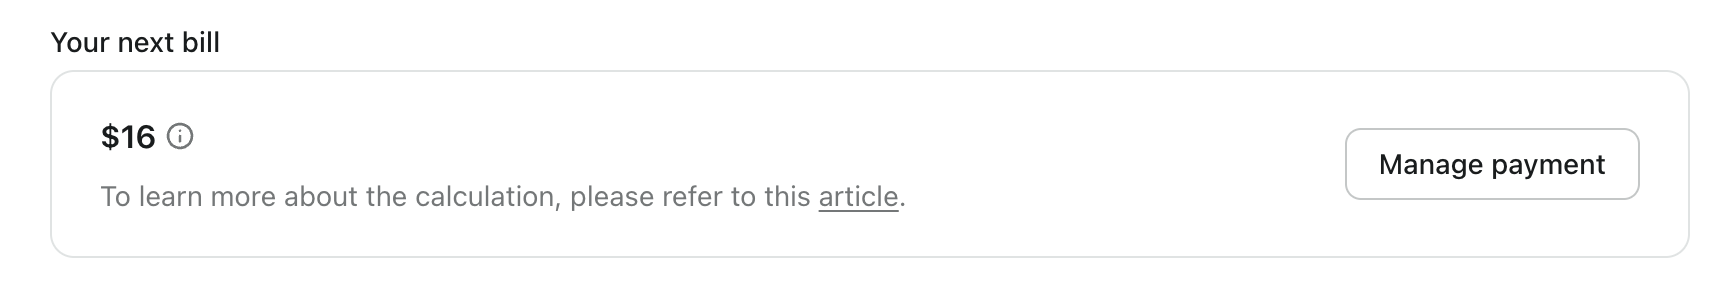 Your next bill
$16
To learn more about the calculation, please refer to this article.
Manage payment